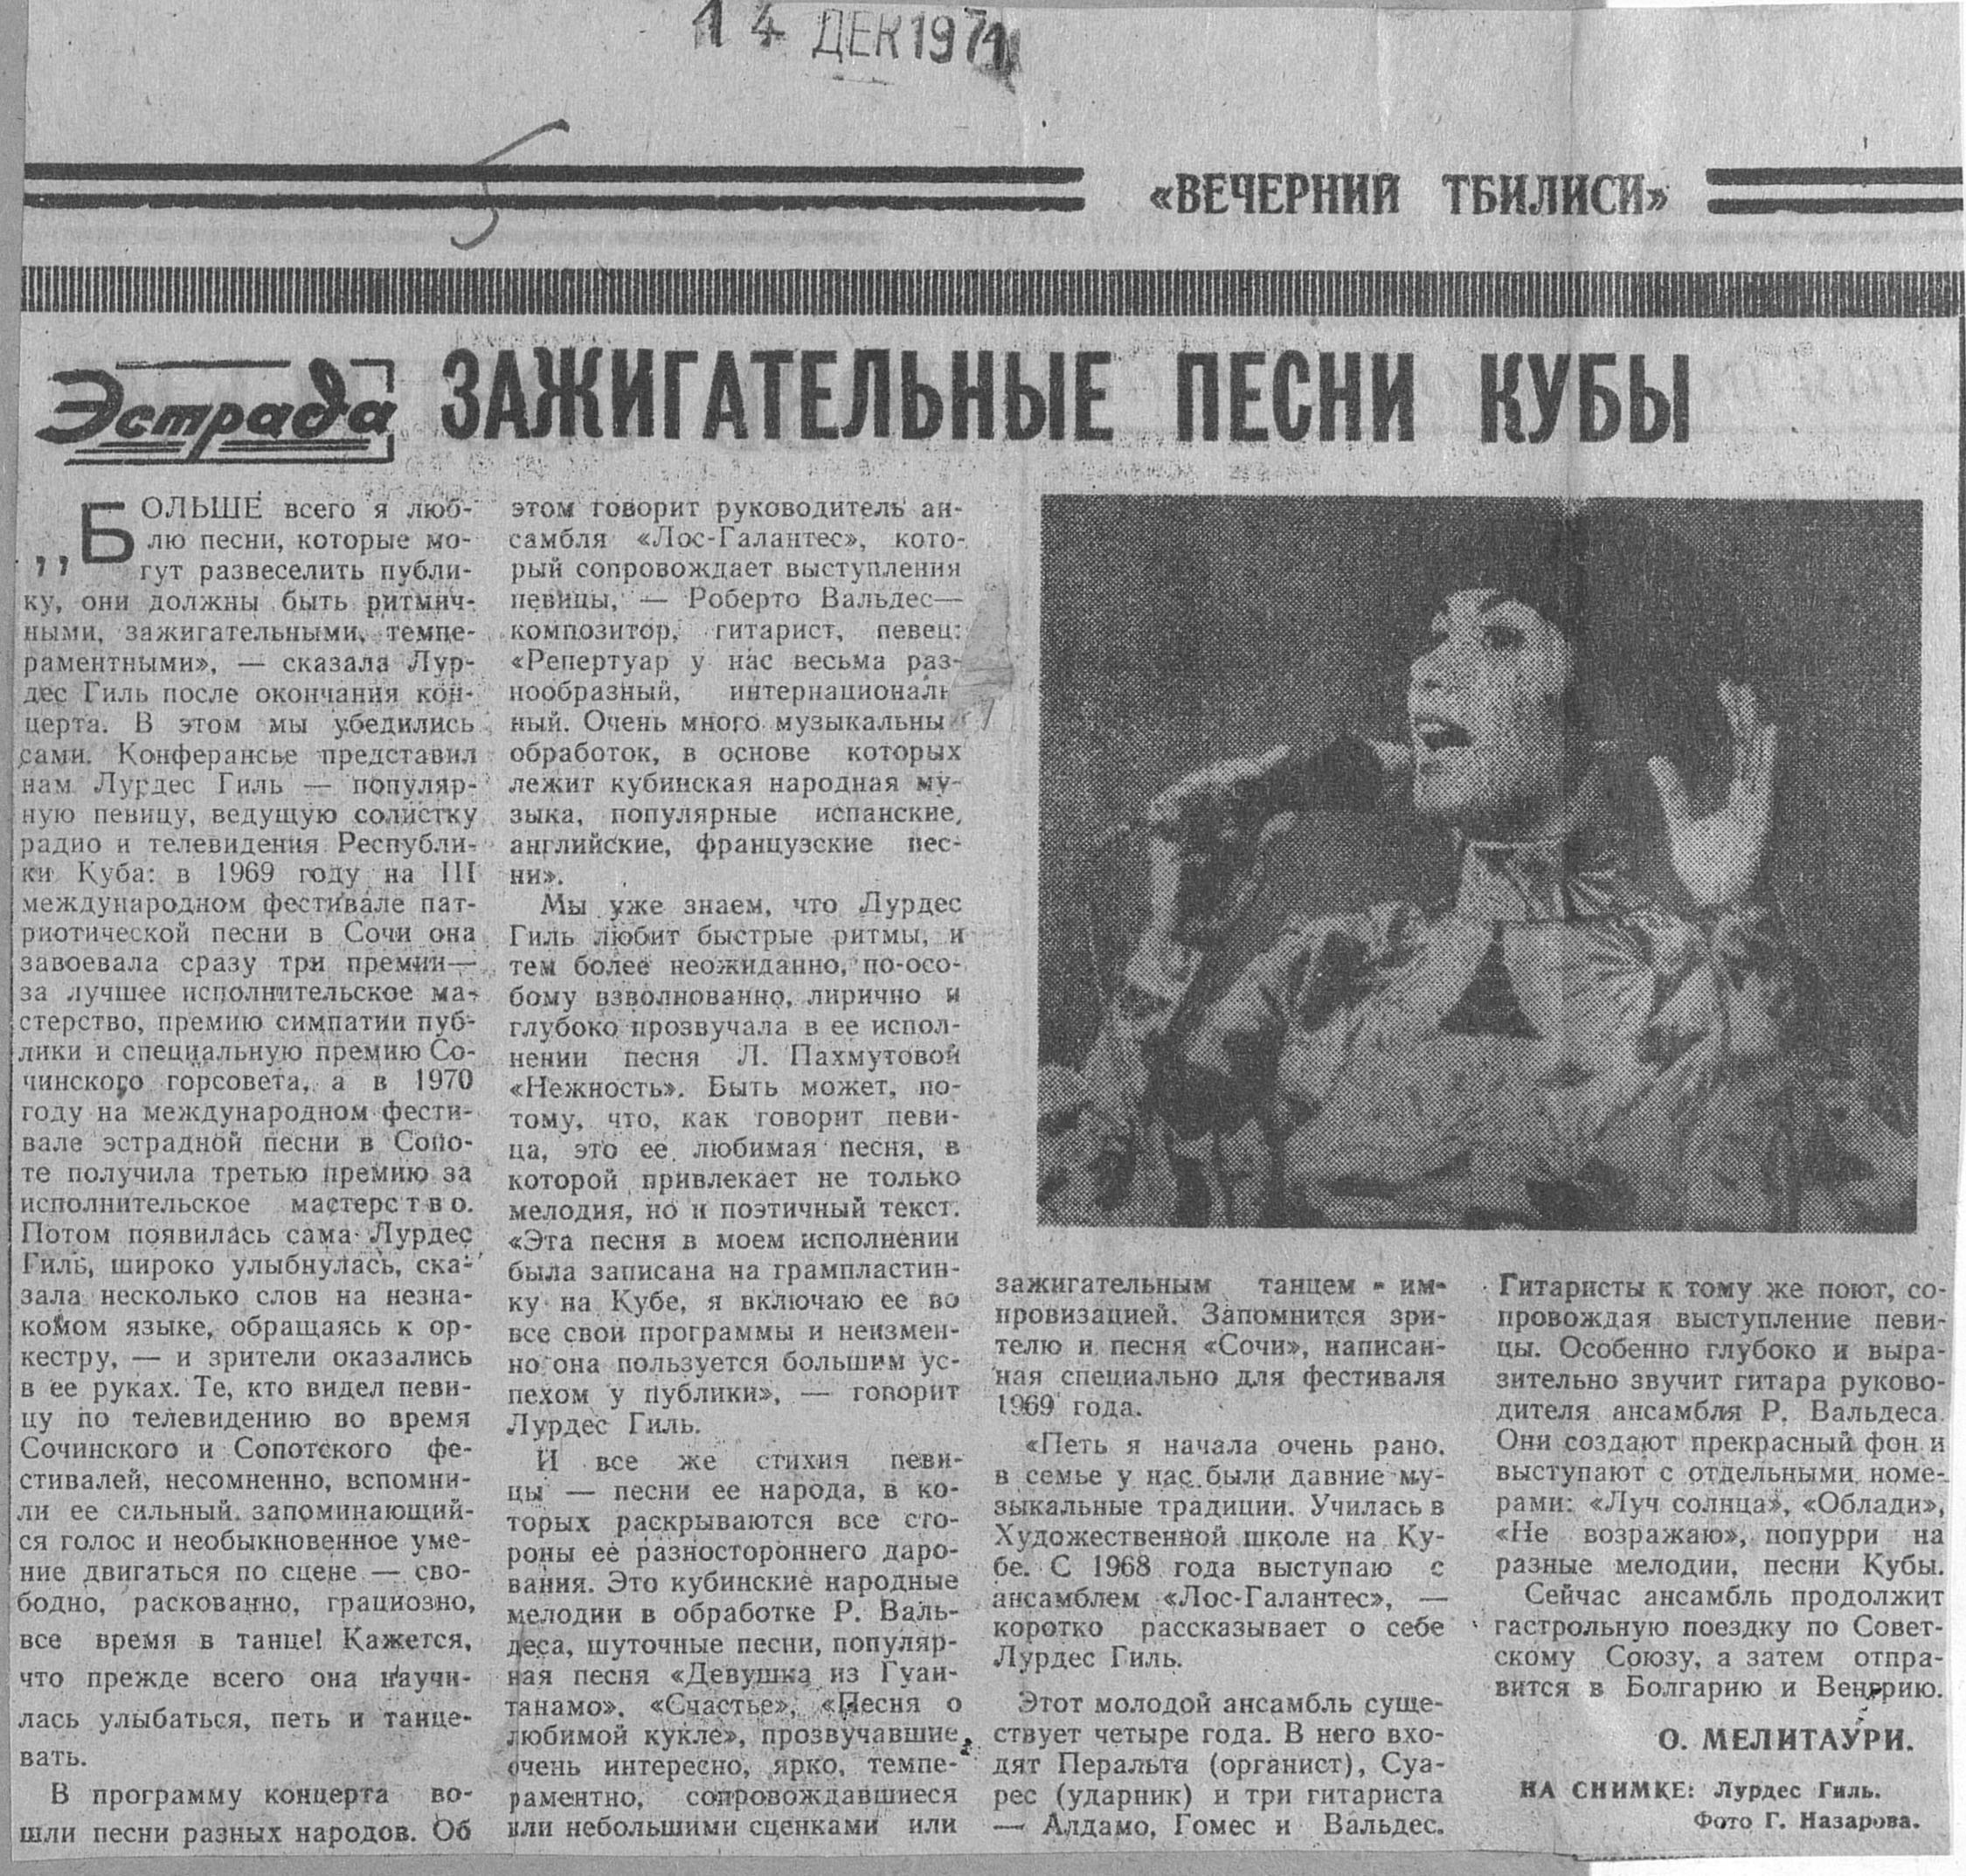 14 ДЕК 1971
«ВЕЧЕРНИЙ ТБИЛИСИ»
Эстрада
ЗАЖИГАТЕЛЬНЫЕ ПЕСНИ КУБЫ
„БОЛЬШЕ всего я люб-
лю песни, которые мо-
гут развеселить публи-
ку, они должны быть ритмич-
ными, зажигательными, темпе-
раментными», — сказала Лур-
дес Гиль после окончания кон-
церта. В этом мы убедились
сами. Конферансье представил
нам Лурдес Гиль — популяр-
ную певицу, ведущую солистку
радио и телевидения Республи-
ки Куба: в 1969 году на III
международном фестивале пат-
риотической песни в Сочи она
завоевала сразу три премии—
за лучшее исполнительское ма-
стерство, премию симпатии пуб-
лики и специальную премию Со-
чинского горсовета, а в 1970
году на международном фести-
вале эстрадной песни в Сопо-
те получила третью премию за
исполнительское мастерство.
Потом появилась сама Лурдес
Гиль, широко улыбнулась, ска-
зала несколько слов на незна-
комом языке, обращаясь к ор-
кестру, — и зрители оказались
в ее руках. Те, кто видел певи-
цу по телевидению во время
Сочинского и Сопотского фе-
стивалей, несомненно, вспомни-
ли ее сильный, запоминающий-
ся голос и необыкновенное уме-
ние двигаться по сцене — сво-
бодно, раскованно, грациозно,
все время в танце! Кажется,
что прежде всего она научи-
лась улыбаться, петь и танце-
вать.
В программу концерта во-
шли песни разных народов. Об
этом говорит руководитель ан-
самбля «Лос-Галантес», кото-
рый сопровождает выступления
певицы, — Роберто Вальдес—
композитор, гитарист, певец:
«Репертуар у нас весьма раз-
нообразный, интернациональ
ный. Очень много музыкальны
обработок, в основе которых
лежит кубинская народная му-
зыка, популярные испанские,
английские, французские пес-
ни».
Мы уже знаем, что Лурдес
Гиль любит быстрые ритмы, и
тем более неожиданно, по-осо-
бому взволнованно, лирично и
глубоко прозвучала в ее испол-
нении песня Л. Пахмутовой
«Нежность». Быть может, по-
тому, что, как говорит певи-
ца, это ее любимая песня, в
которой привлекает не только
мелодия, но и поэтичный текст.
«Эта песня в моем исполнении
была записана на грампластин-
ку на Кубе, я включаю ее во
все свои программы и неизмен-
но она пользуется большим ус-
пехом у публики», — говорит
Лурдес Гиль.
И все же стихия певи-
цы — песни ее народа, в ко-
торых раскрываются все сто-
роны ее разностороннего даро-
вания. Это кубинские народные
мелодии в обработке Р. Валь-
деса, шуточные песни, популяр-
ная песня «Девушка из Гуан-
танамо», «Счастье», «Песня о
любимой кукле», прозвучавшие
очень интересно, ярко, темпе-
раментно, сопровождавшиеся
или небольшими сценками или
зажигательным танцем - им-
провизацией. Запомнится зри-
телю и песня «Сочи», написан-
ная специально для фестиваля
1969 года.
«Петь я начала очень рано,
в семье у нас были давние му-
зыкальные традиции. Училась в
Художественной школе на Ку-
бе. С 1968 года выступаю с
ансамблем «Лос-Галантес», —
коротко рассказывает о себе
Лурдес Гиль.
Этот молодой ансамбль суще-
ствует четыре года. В него вхо-
дят Перальта (органист), Суа-
рес (ударник) и три гитариста
— Алдамо, Гомес и Вальдес.
Гитаристы к тому же поют, со-
провождая выступление певи-
цы. Особенно глубоко и выра-
зительно звучит гитара руково-
дителя ансамбля Р. Вальдеса.
Они создают прекрасный фон и
выступают с отдельными номе-
рами: «Луч солнца», «Облади»,
«Не возражаю», попурри на
разные мелодии, песни Кубы.
Сейчас ансамбль продолжит
гастрольную поездку по Совет-
скому Союзу, а затем отпра-
вится в Болгарию и Венгрию.
О. МЕЛИТАУРИ.
НА СНИМКЕ: Лурдес Гиль.
Фото Г. Назарова.